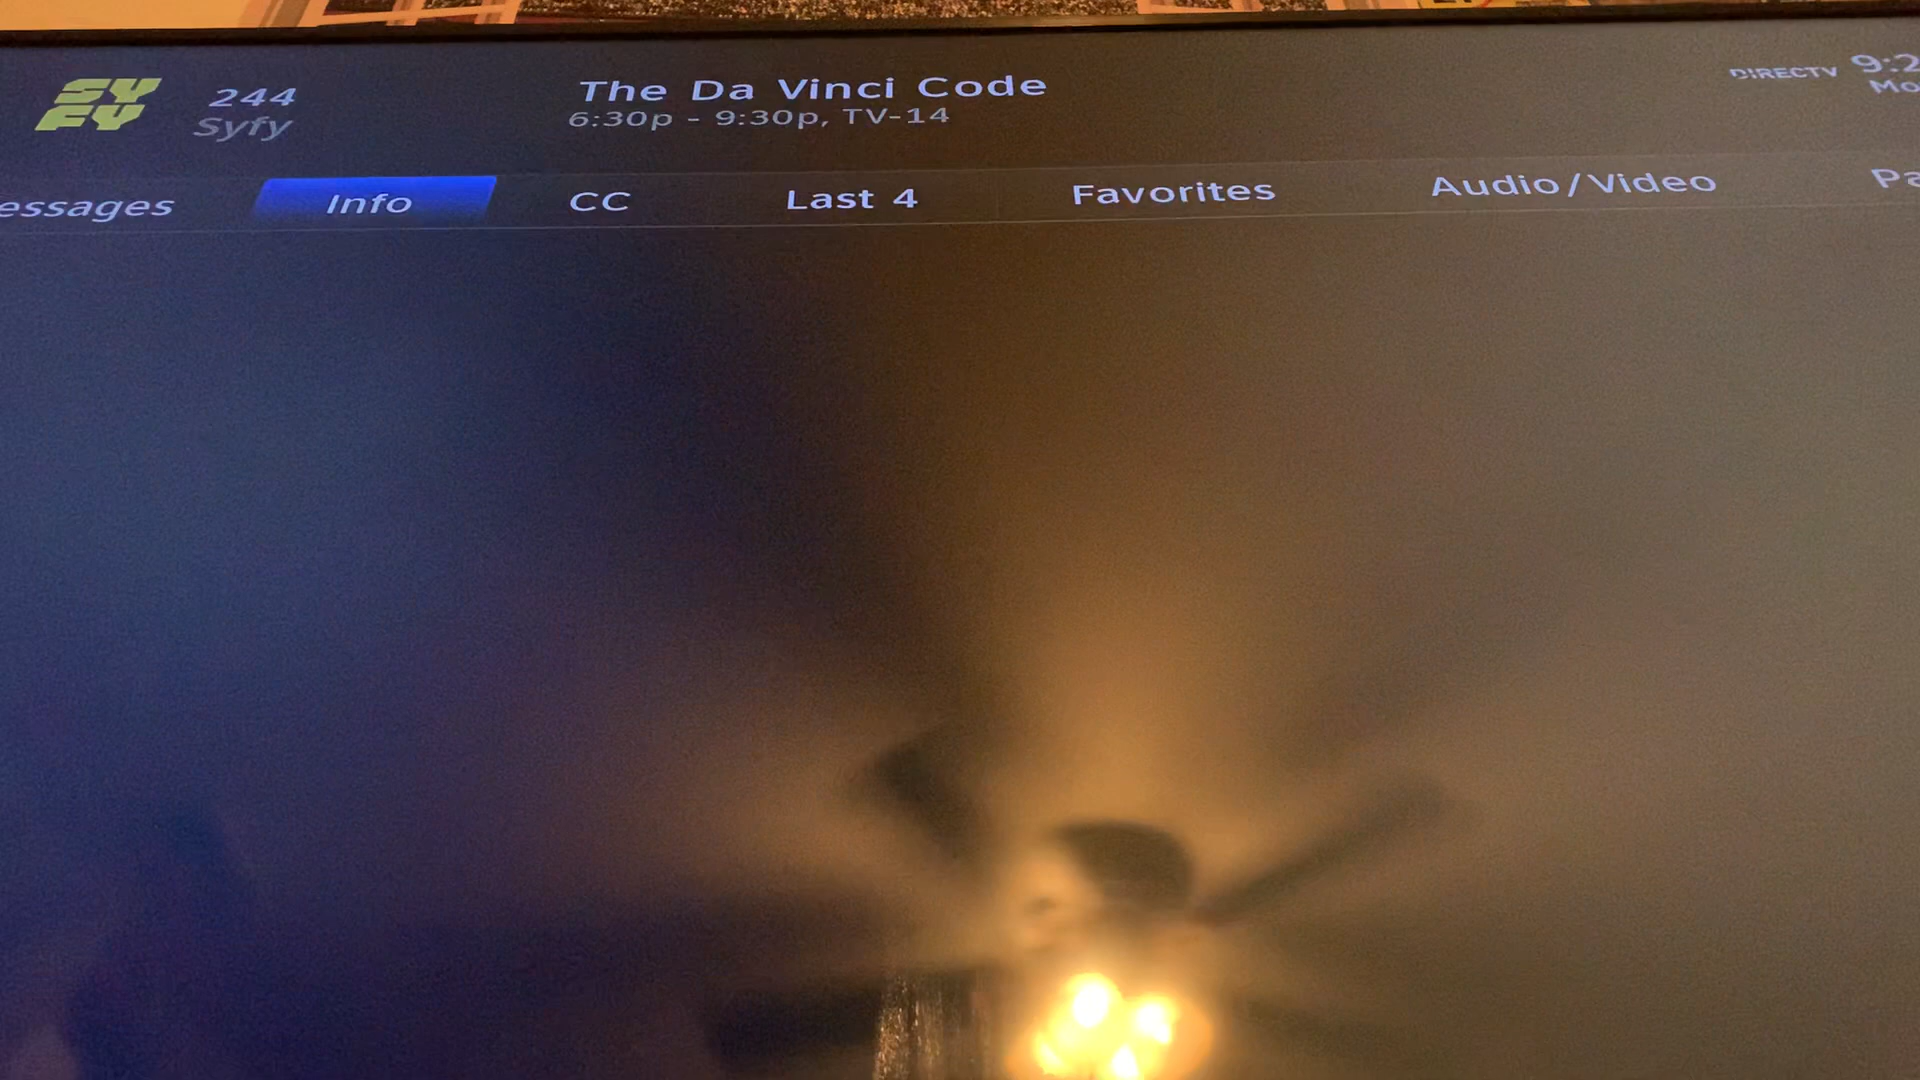 SYFY
244
Syfy
The Da Vinci Code
6:30p - 9:30p, TV-14
DIRECTV
Info
CC
Last 4
Favorites
Audio/Video